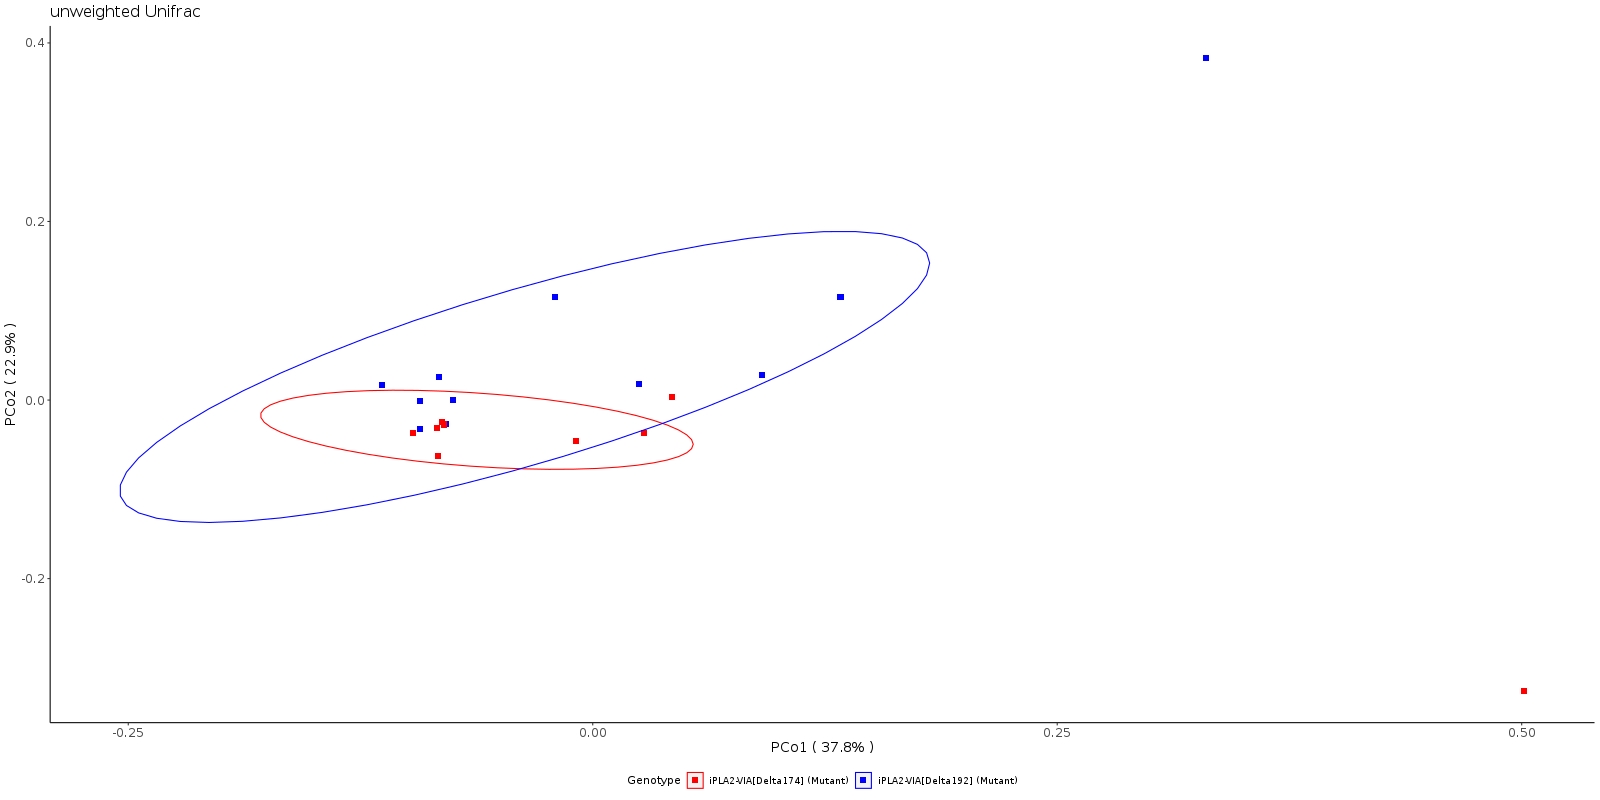 unweighted Unifrac
0.4
0.2
0.0
-0.2
PCo2 ( 22.9% )
-0.25
0.00
0.25
0.50
PCo1 ( 37.8% )
Genotype iPLA2-VIA[Delta174] (Mutant) iPLA2-VIA[Delta192] (Mutant)